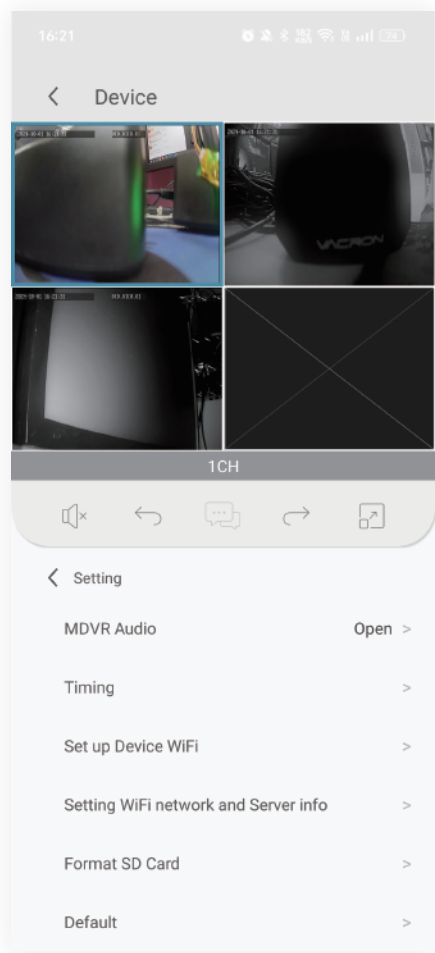 16:21
Device
VACRON
1CH
Setting
MDVR Audio Open >
Timing >
Set up Device WiFi >
Setting WiFi network and Server info >
Format SD Card >
Default >